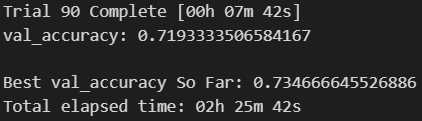 Trial 90 Complete [00h 07m 42s]
val_accuracy: 0.7193333506584167
Best val_accuracy So Far: 0.734666645526886
Total elapsed time: 02h 25m 42s